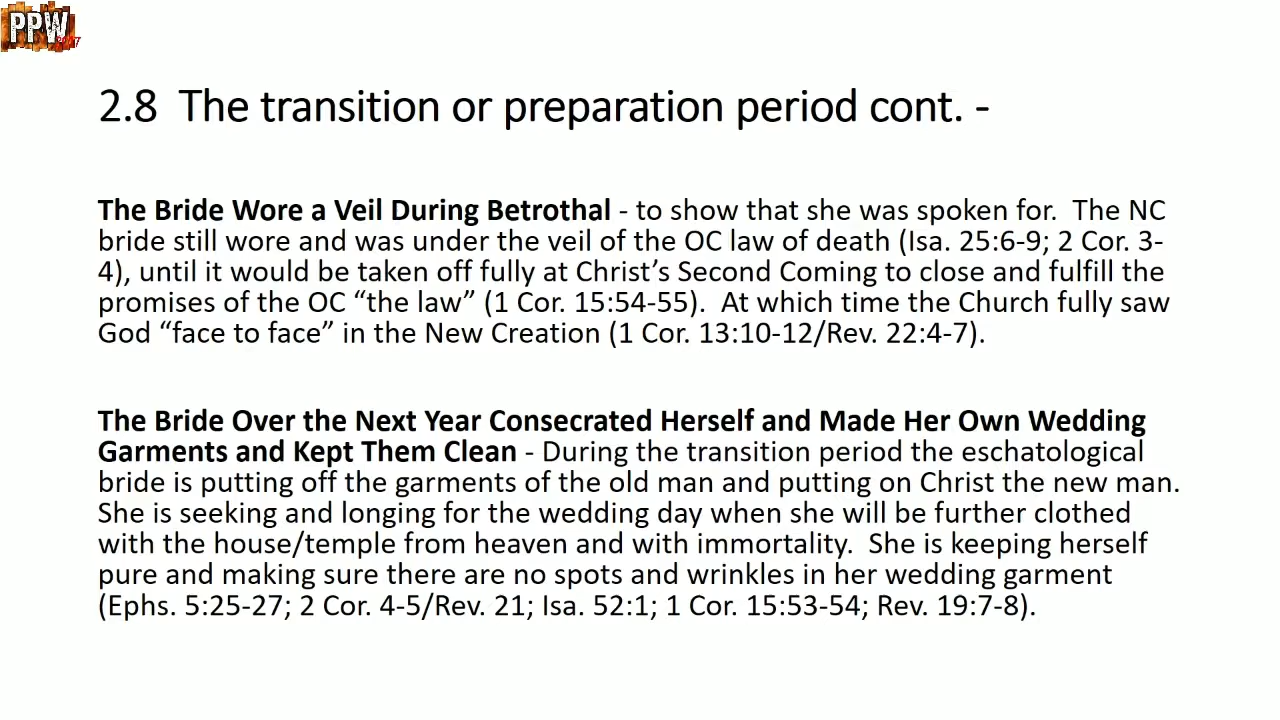 PPW
2017
2.8 The transition or preparation period cont. -
The Bride Wore a Veil During Betrothal - to show that she was spoken for. The NC
bride still wore and was under the veil of the OC law of death (Isa. 25:6-9; 2 Cor. 3-
4), until it would be taken off fully at Christ’s Second Coming to close and fulfill the
promises of the OC “the law” (1 Cor. 15:54-55). At which time the Church fully saw
God “face to face” in the New Creation (1 Cor. 13:10-12/Rev. 22:4-7).
The Bride Over the Next Year Consecrated Herself and Made Her Own Wedding
Garments and Kept Them Clean - During the transition period the eschatological
bride is putting off the garments of the old man and putting on Christ the new man.
She is seeking and longing for the wedding day when she will be further clothed
with the house/temple from heaven and with immortality. She is keeping herself
pure and making sure there are no spots and wrinkles in her wedding garment
(Ephs. 5:25-27; 2 Cor. 4-5/Rev. 21; Isa. 52:1; 1 Cor. 15:53-54; Rev. 19:7-8).